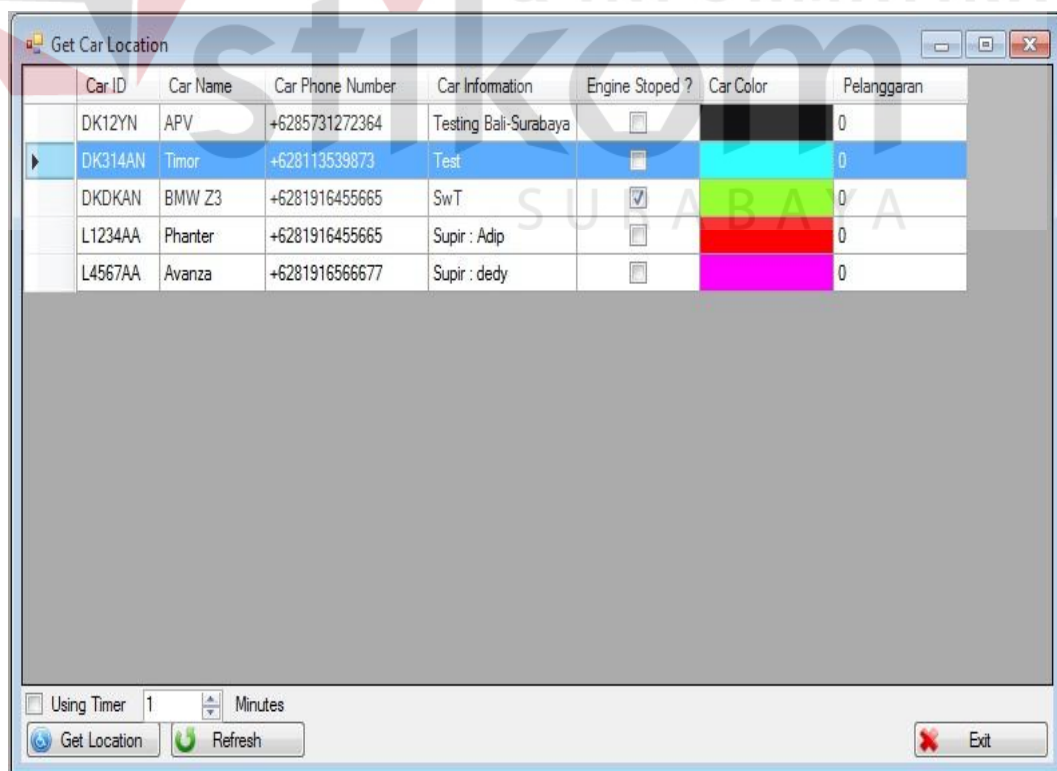 Get Car Location
Car ID Car Name Car Phone Number Car Information Engine Stoped ? Car Color Pelanggaran
DK12YN APV +6285731272364 Testing Bali-Surabaya 0
DK314AN Timor +628113539873 Test 0
DKDKAN BMW Z3 +6281916455665 SwT 0
L1234AA Phanter +6281916455665 Supir : Adip 0
L4567AA Avanza +6281916566677 Supir : dedy 0
stikom
SURABAYA
Using Timer 1 Minutes
Get Location Refresh Exit